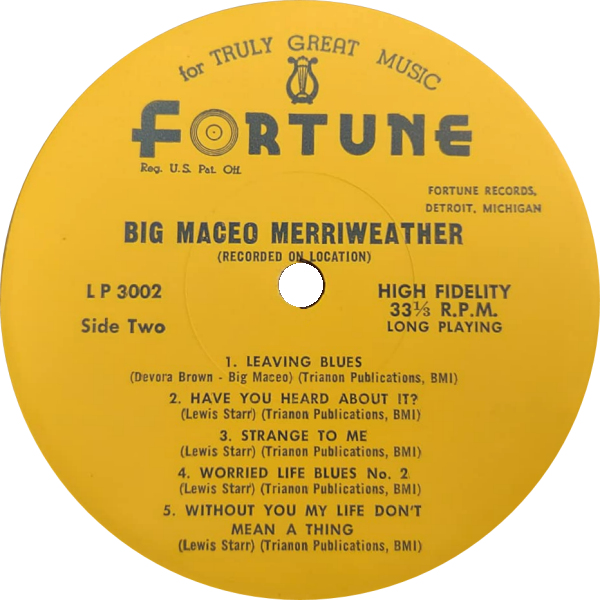 for TRULY GREAT MUSIC
FORTUNE
Reg. U.S. Pat. Off.
FORTUNE RECORDS,
DETROIT, MICHIGAN
BIG MACEO MERRIWEATHER
(RECORDED ON LOCATION)
LP 3002
Side Two
HIGH FIDELITY
33⅓ R.P.M.
LONG PLAYING
1. LEAVING BLUES
(Devora Brown - Big Maceo) (Trianon Publications, BMI)
2. HAVE YOU HEARD ABOUT IT?
(Lewis Starr) (Trianon Publications, BMI)
3. STRANGE TO ME
(Lewis Starr) (Trianon Publications, BMI)
4. WORRIED LIFE BLUES No. 2
(Lewis Starr) (Trianon Publications, BMI)
5. WITHOUT YOU MY LIFE DON'T
MEAN A THING
(Lewis Starr) (Trianon Publications, BMI)